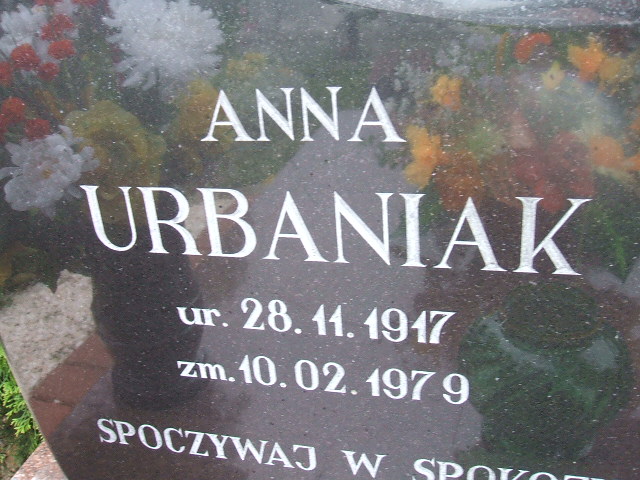 ANNA
URBANIAK
ur. 28.11.1917
zm. 10.02.1979
SPOCZYWAJ W